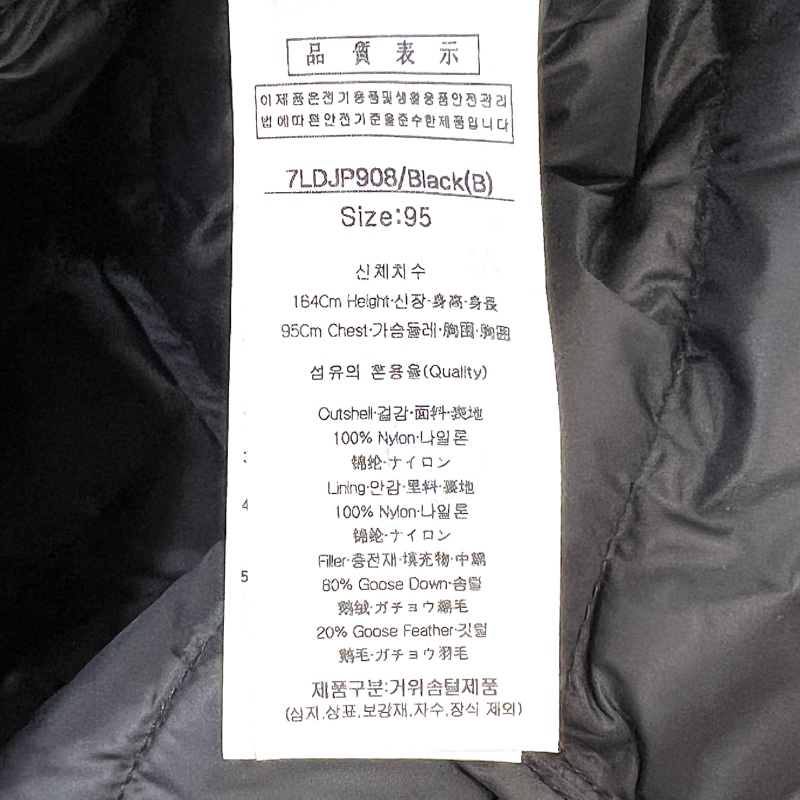 品 質 表 示
이 제품은전기용품및생활용품안전관리
법에따른안전기준을준수한제품입니다
7LDJP908/Black(B)
Size:95
신체치수
164Cm Height·신장·身高·身長
95Cm Chest·가슴둘레·胸围·胸囲
섬유의 혼용율(Quality)
Outshell·겉감·面料·表地
100% Nylon·나일론
锦纶·ナイロン
Lining·안감·里料·裏地
100% Nylon·나일론
锦纶·ナイロン
Filler·충전재·填充物·中綿
80% Goose Down·솜털
鹅绒·ガチョウ綿毛
20% Goose Feather·깃털
鹅毛·ガチョウ羽毛
제품구분:거위솜털제품
(심지,상표,보강재,자수,장식 제외)
3
4
5